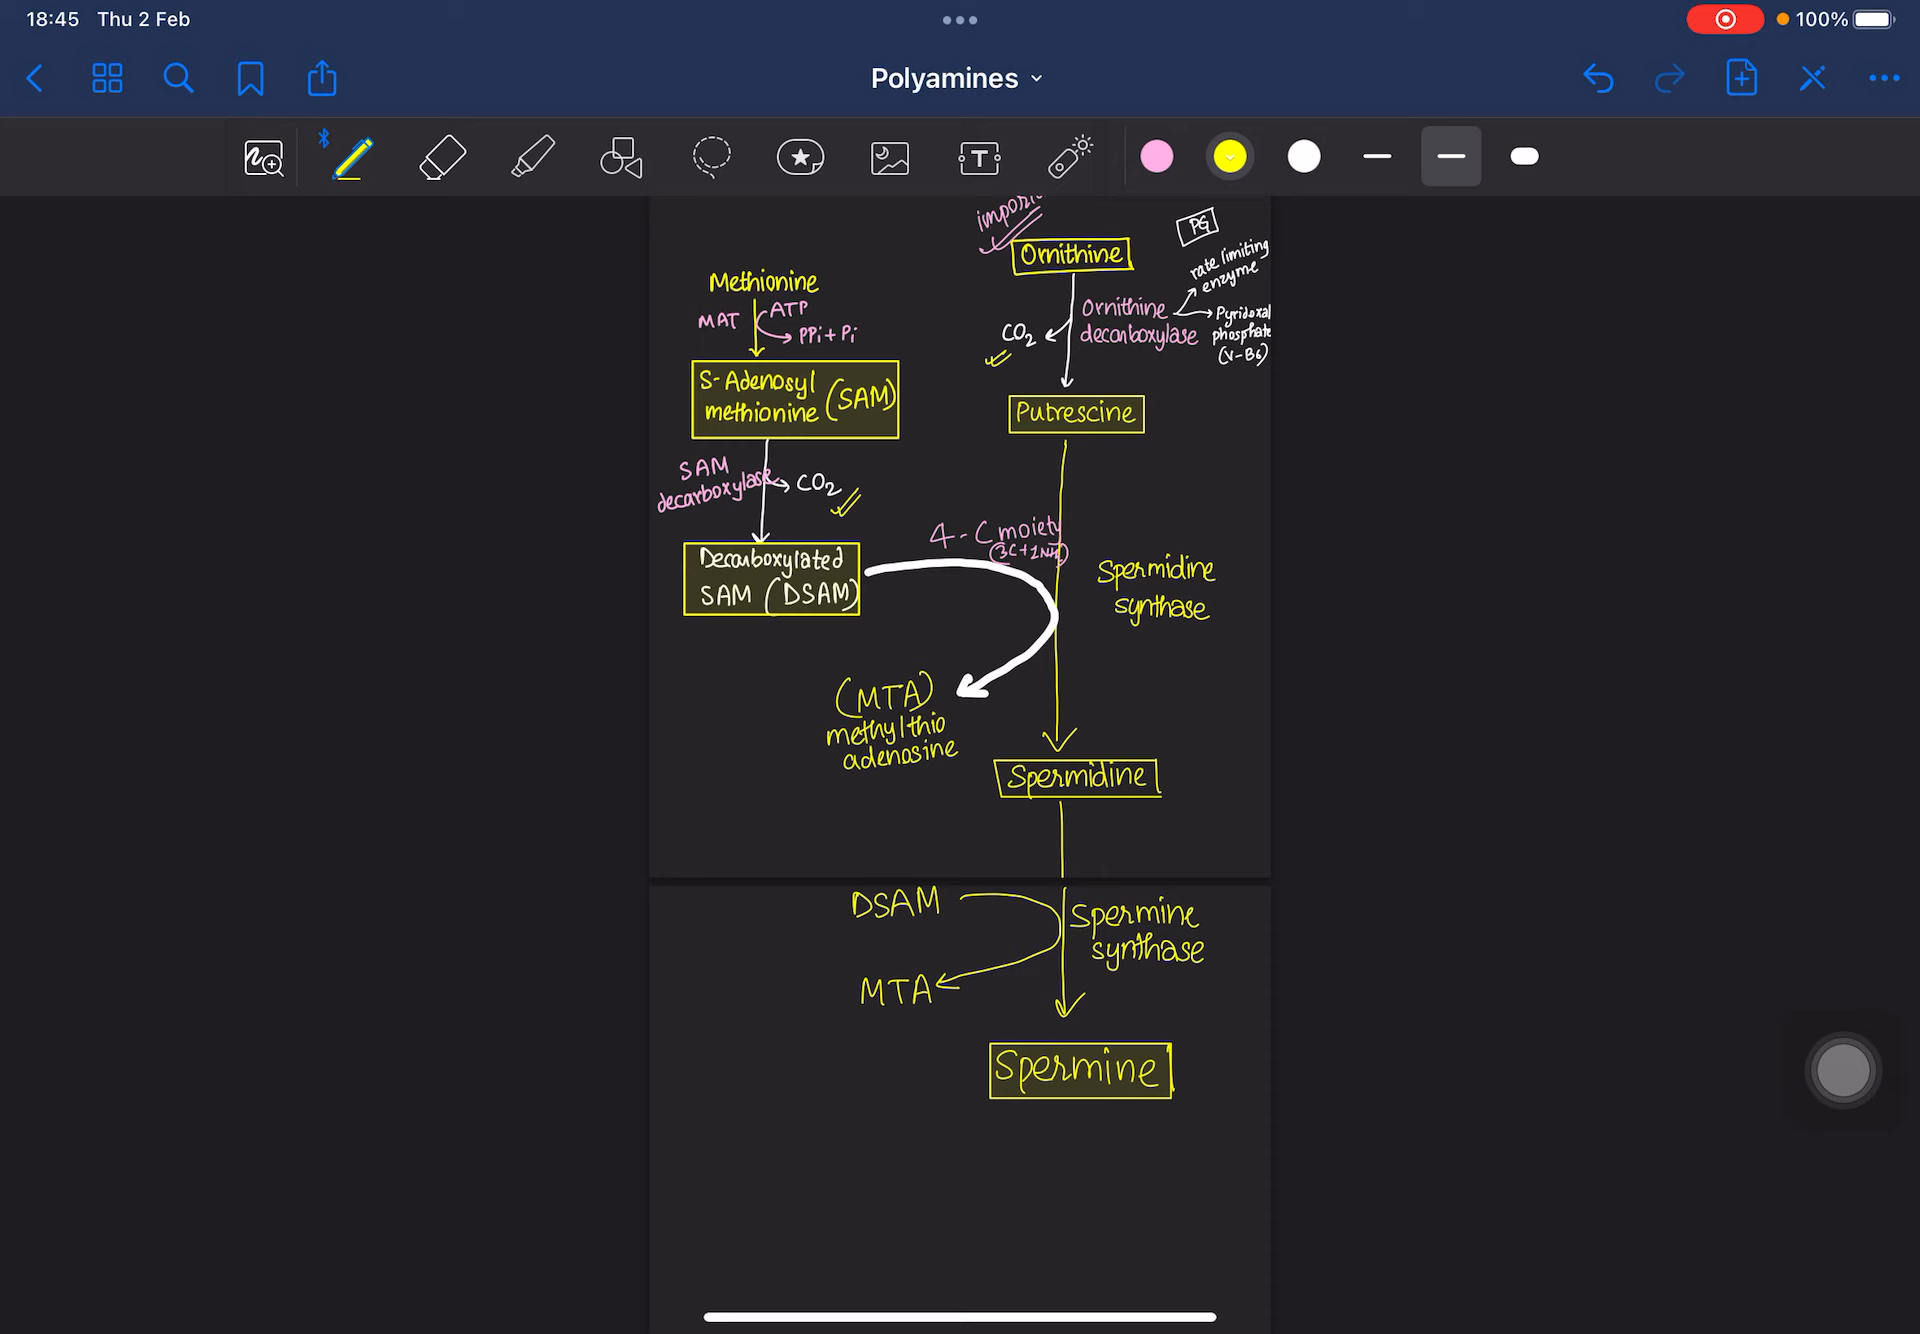 18:45 Thu 2 Feb
100%
Polyamines
T
PG
Ornithine
rate limiting
enzyme
Methionine
MAT
ATP
PPi + Pi
Ornithine
decarboxylase
Pyridoxal
phosphate
(V-B6)
CO2
S-Adenosyl
methionine (SAM)
Putrescine
SAM
decarboxylase
CO2
4-C moiety
Decarboxylated
SAM (DSAM)
Spermidine
synthase
(MTA)
methylthio
adenosine
Spermidine
DSAM
Spermine
synthase
MTA
Spermine